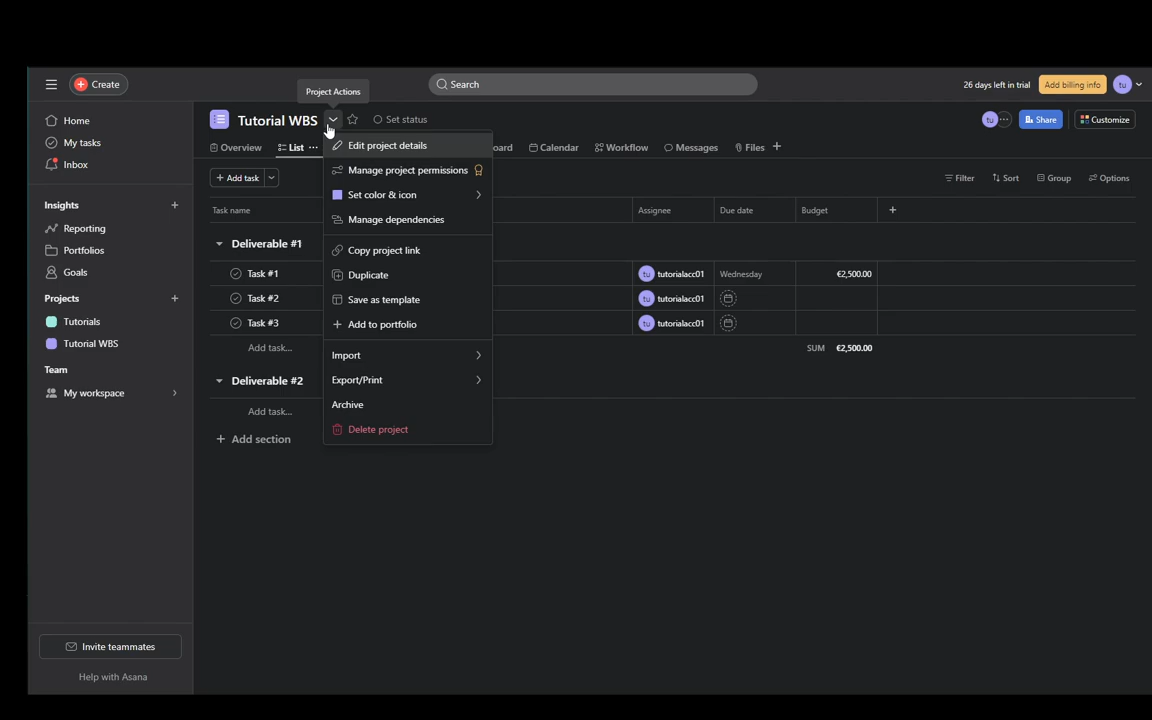 Create
Search
26 days left in trial
Add billing info
tu
Project Actions
Home
My tasks
Inbox
Tutorial WBS
Set status
tu
Share
Customize
Overview
List
Calendar
Workflow
Messages
Files
Edit project details
Manage project permissions
Set color & icon
Manage dependencies
Copy project link
Duplicate
Save as template
Add to portfolio
Import
Export/Print
Archive
Delete project
Add task
Filter
Sort
Group
Options
Insights
Reporting
Portfolios
Goals
Projects
Tutorials
Tutorial WBS
Team
My workspace
Task name
Assignee
Due date
Budget
Deliverable #1
Task #1
tu tutorialacc01
Wednesday
€2,500.00
Task #2
tu tutorialacc01
Task #3
tu tutorialacc01
Add task...
SUM €2,500.00
Deliverable #2
Add task...
Add section
Invite teammates
Help with Asana